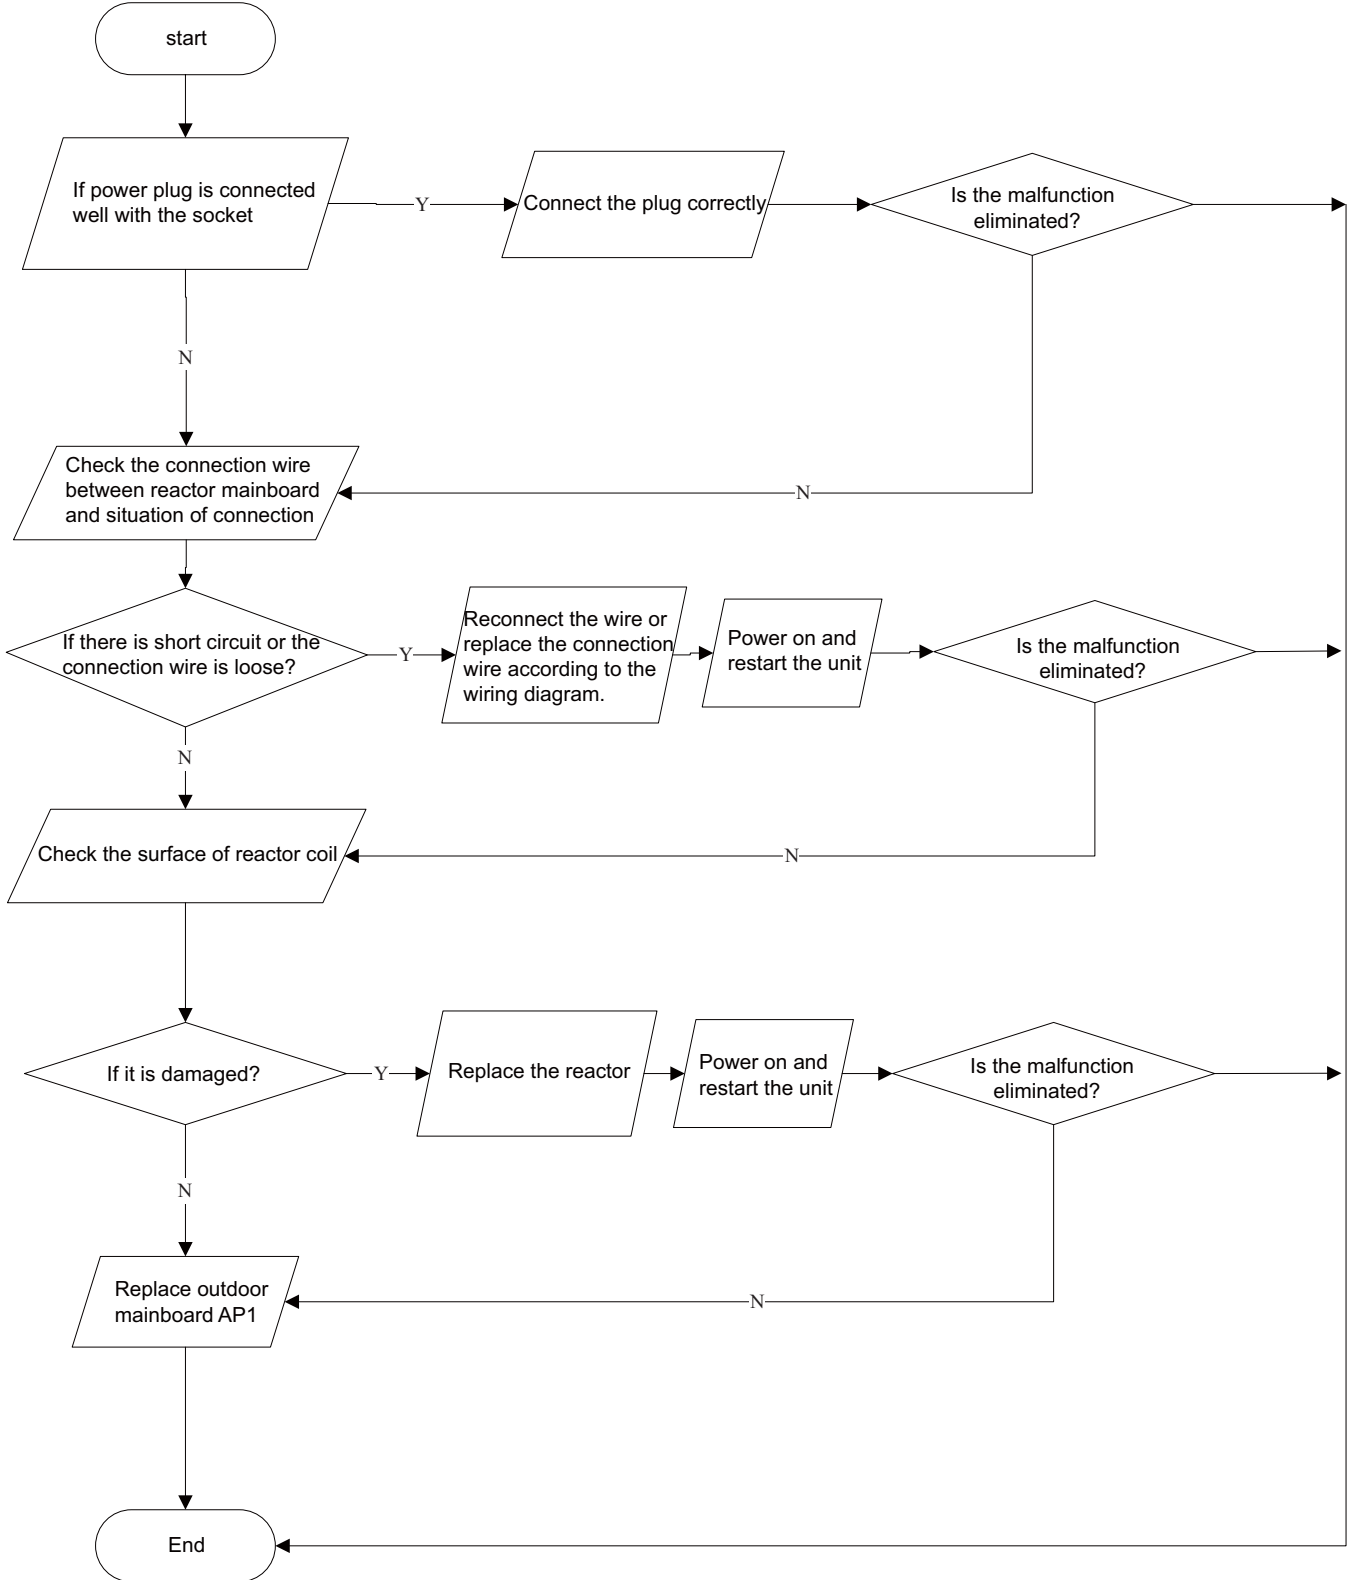 start
If power plug is connected
well with the socket
Y
Connect the plug correctly
Is the malfunction
eliminated?
N
Check the connection wire
between reactor mainboard
and situation of connection
N
If there is short circuit or the
connection wire is loose?
Y
Reconnect the wire or
replace the connection
wire according to the
wiring diagram.
Power on and
restart the unit
Is the malfunction
eliminated?
N
Check the surface of reactor coil
N
If it is damaged?
Y
Replace the reactor
Power on and
restart the unit
Is the malfunction
eliminated?
N
Replace outdoor
mainboard AP1
N
End